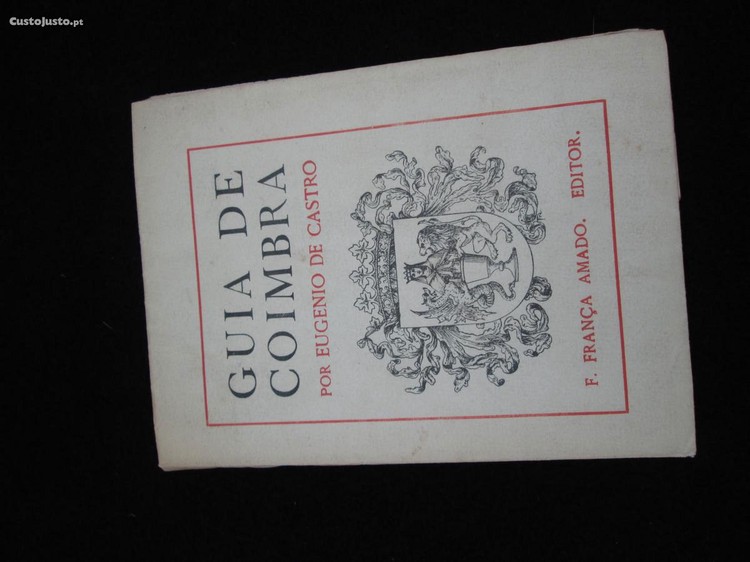 CustoJusto.pt
GUIA DE
COIMBRA
POR EUGENIO DE CASTRO
F. FRANÇA AMADO. EDITOR.